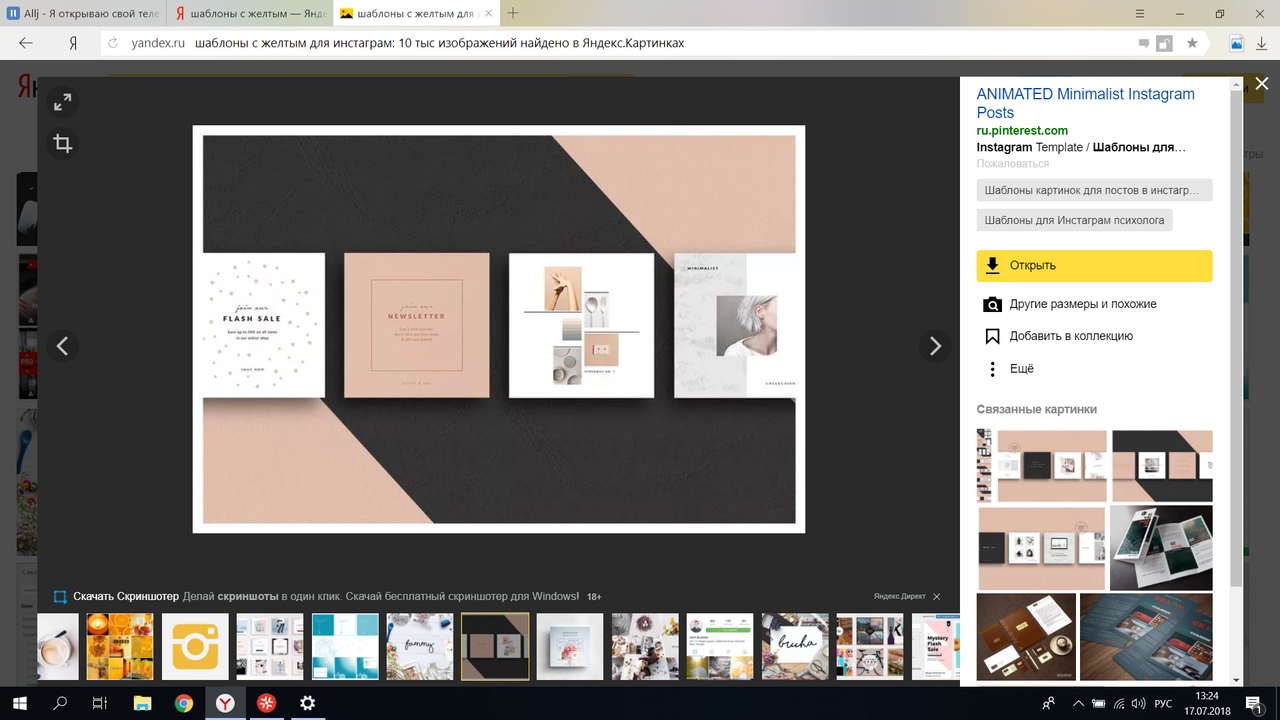 Allj - Я открываю свой теле
шаблоны с желтым — Янде
шаблоны с желтым для и
yandex.ru шаблоны с желтым для инстаграм: 10 тыс изображений найдено в Яндекс.Картинках
ANIMATED Minimalist Instagram
Posts
ru.pinterest.com
Instagram Template / Шаблоны для…
Пожаловаться
Шаблоны картинок для постов в инстагр…
Шаблоны для Инстаграм психолога
Открыть
Другие размеры и похожие
Добавить в коллекцию
Ещё
Связанные картинки
join our
FLASH SALE
Save up to 50% on all items
in our online shop
join our
NEWSLETTER
MINIMALIST
COLLECTION
Скачать Скриншотер Делай скриншоты в один клик. Скачай бесплатный скриншотер для Windows! 18+
Яндекс.Директ
PRO
fammy
bucha
Mystery
Flash
Sale
РУС
13:24
17.07.2018
1